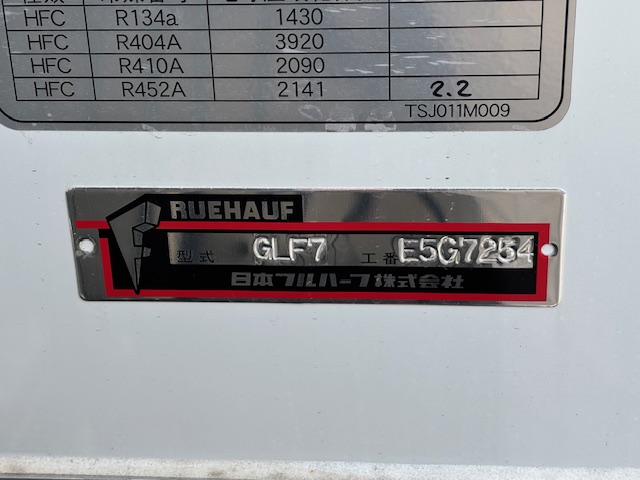 HFC R134a 1430
HFC R404A 3920
HFC R410A 2090
HFC R452A 2141 2.2
TSJ011M009
RUEHAUF
型式 GLF7 工番 E5G7254
日本フルハーフ株式会社